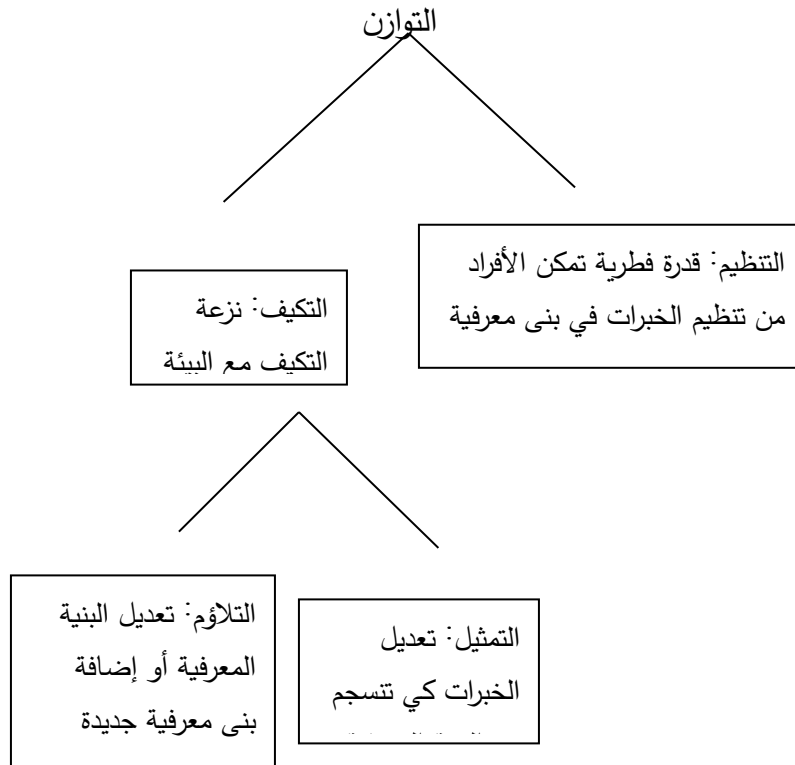 التوازن
التنظيم: قدرة فطرية تمكن الأفراد
من تنظيم الخبرات في بنى معرفية
التكيف: نزعة
التكيف مع البيئة
التمثيل: تعديل
الخبرات كي تنسجم
التلاؤم: تعديل البنية
المعرفية أو إضافة
بنى معرفية جديدة